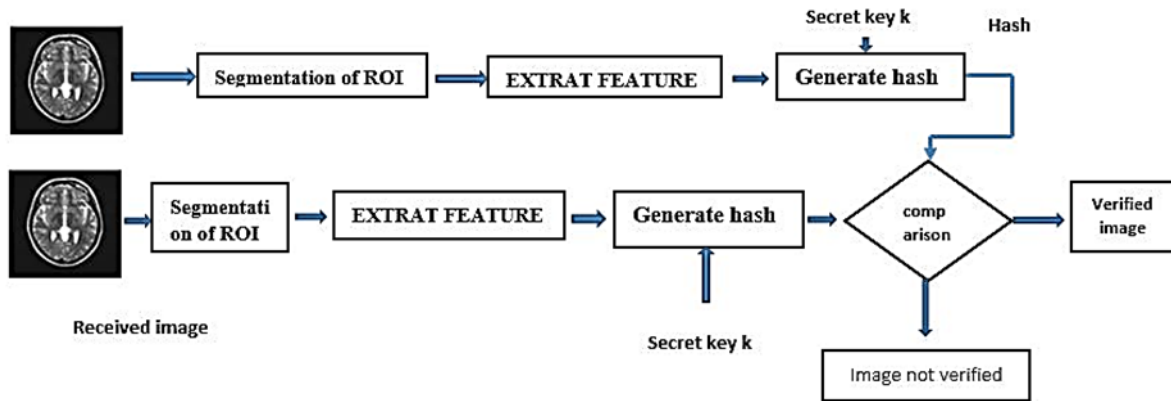 Secret key k
Hash
Segmentation of ROI
EXTRAT FEATURE
Generate hash
Segmentati
on of ROI
EXTRAT FEATURE
Generate hash
comp
arison
Verified
image
Received image
Secret key k
Image not verified